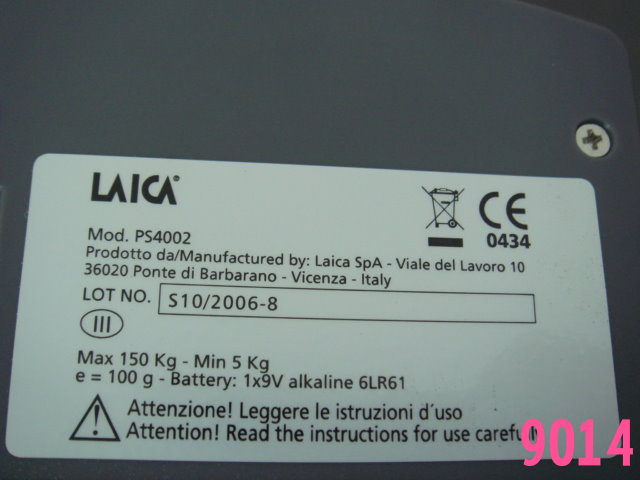 LAICA®
CE
0434
Mod. PS4002
Prodotto da/Manufactured by: Laica SpA - Viale del Lavoro 10
36020 Ponte di Barbarano - Vicenza - Italy
LOT NO. S10/2006-8
III
Max 150 Kg - Min 5 Kg
e = 100 g - Battery: 1x9V alkaline 6LR61
Attenzione! Leggere le istruzioni d´uso
Attention! Read the instructions for use carefully
9014